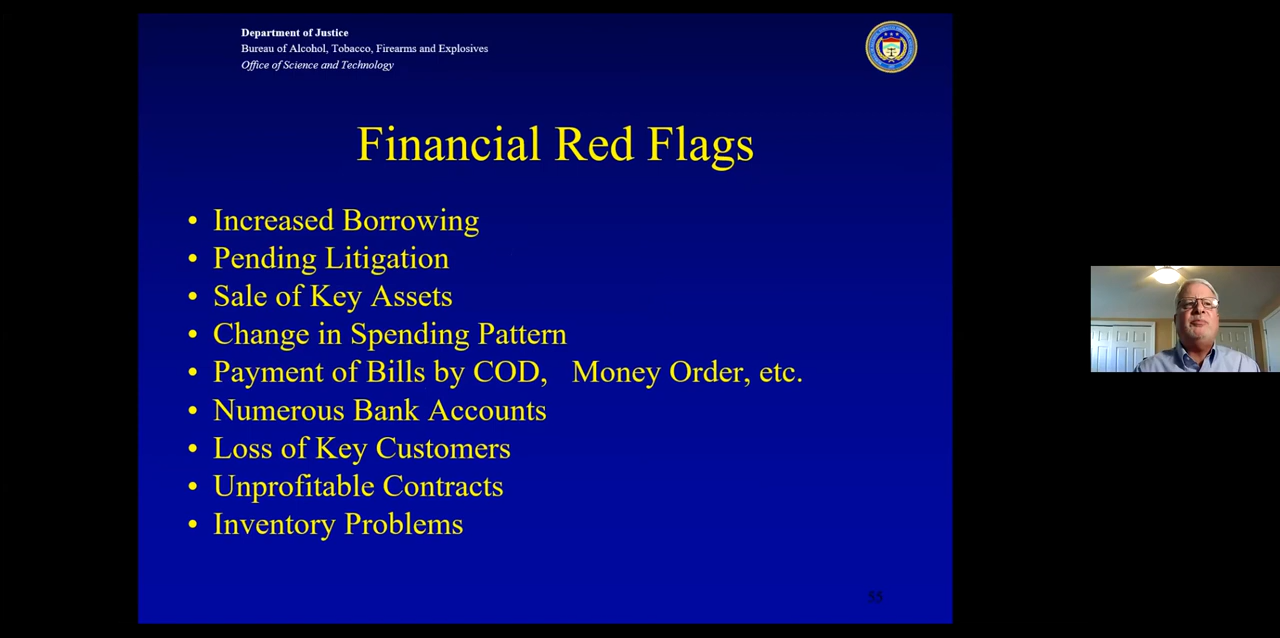 Department of Justice
Bureau of Alcohol, Tobacco, Firearms and Explosives
Office of Science and Technology
Financial Red Flags
• Increased Borrowing
• Pending Litigation
• Sale of Key Assets
• Change in Spending Pattern
• Payment of Bills by COD, Money Order, etc.
• Numerous Bank Accounts
• Loss of Key Customers
• Unprofitable Contracts
• Inventory Problems
55